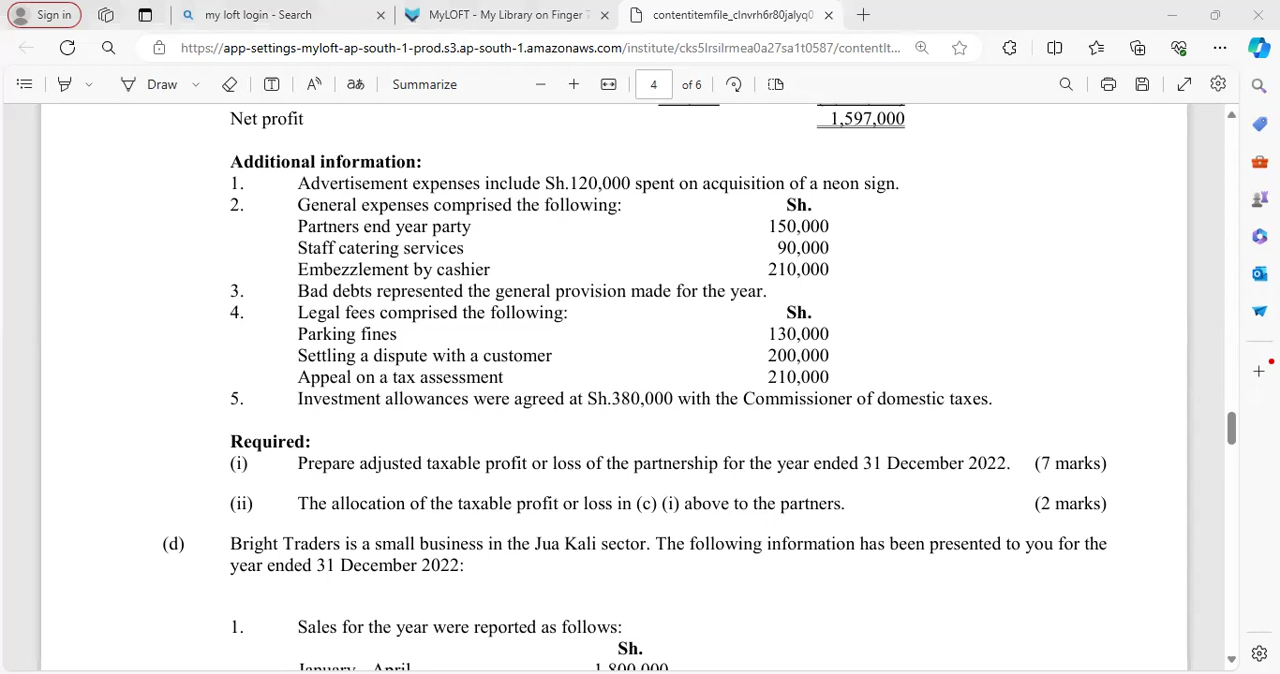 Sign in
my loft login - Search
MyLOFT - My Library on Finger
contentitemfile_clnvrh6r80jalyq0
https://app-settings-myloft-ap-south-1-prod.s3.ap-south-1.amazonaws.com/institute/cks5lrsilrmea0a27sa1t0587/contentIt...
Draw
aあ
Summarize
4 of 6
Net profit 1,597,000
Additional information:
1. Advertisement expenses include Sh.120,000 spent on acquisition of a neon sign.
2. General expenses comprised the following: Sh.
Partners end year party 150,000
Staff catering services 90,000
Embezzlement by cashier 210,000
3. Bad debts represented the general provision made for the year.
4. Legal fees comprised the following: Sh.
Parking fines 130,000
Settling a dispute with a customer 200,000
Appeal on a tax assessment 210,000
5. Investment allowances were agreed at Sh.380,000 with the Commissioner of domestic taxes.
Required:
(i) Prepare adjusted taxable profit or loss of the partnership for the year ended 31 December 2022. (7 marks)
(ii) The allocation of the taxable profit or loss in (c) (i) above to the partners. (2 marks)
(d) Bright Traders is a small business in the Jua Kali sector. The following information has been presented to you for the
year ended 31 December 2022:
1. Sales for the year were reported as follows:
Sh.
January - April 1,800,000